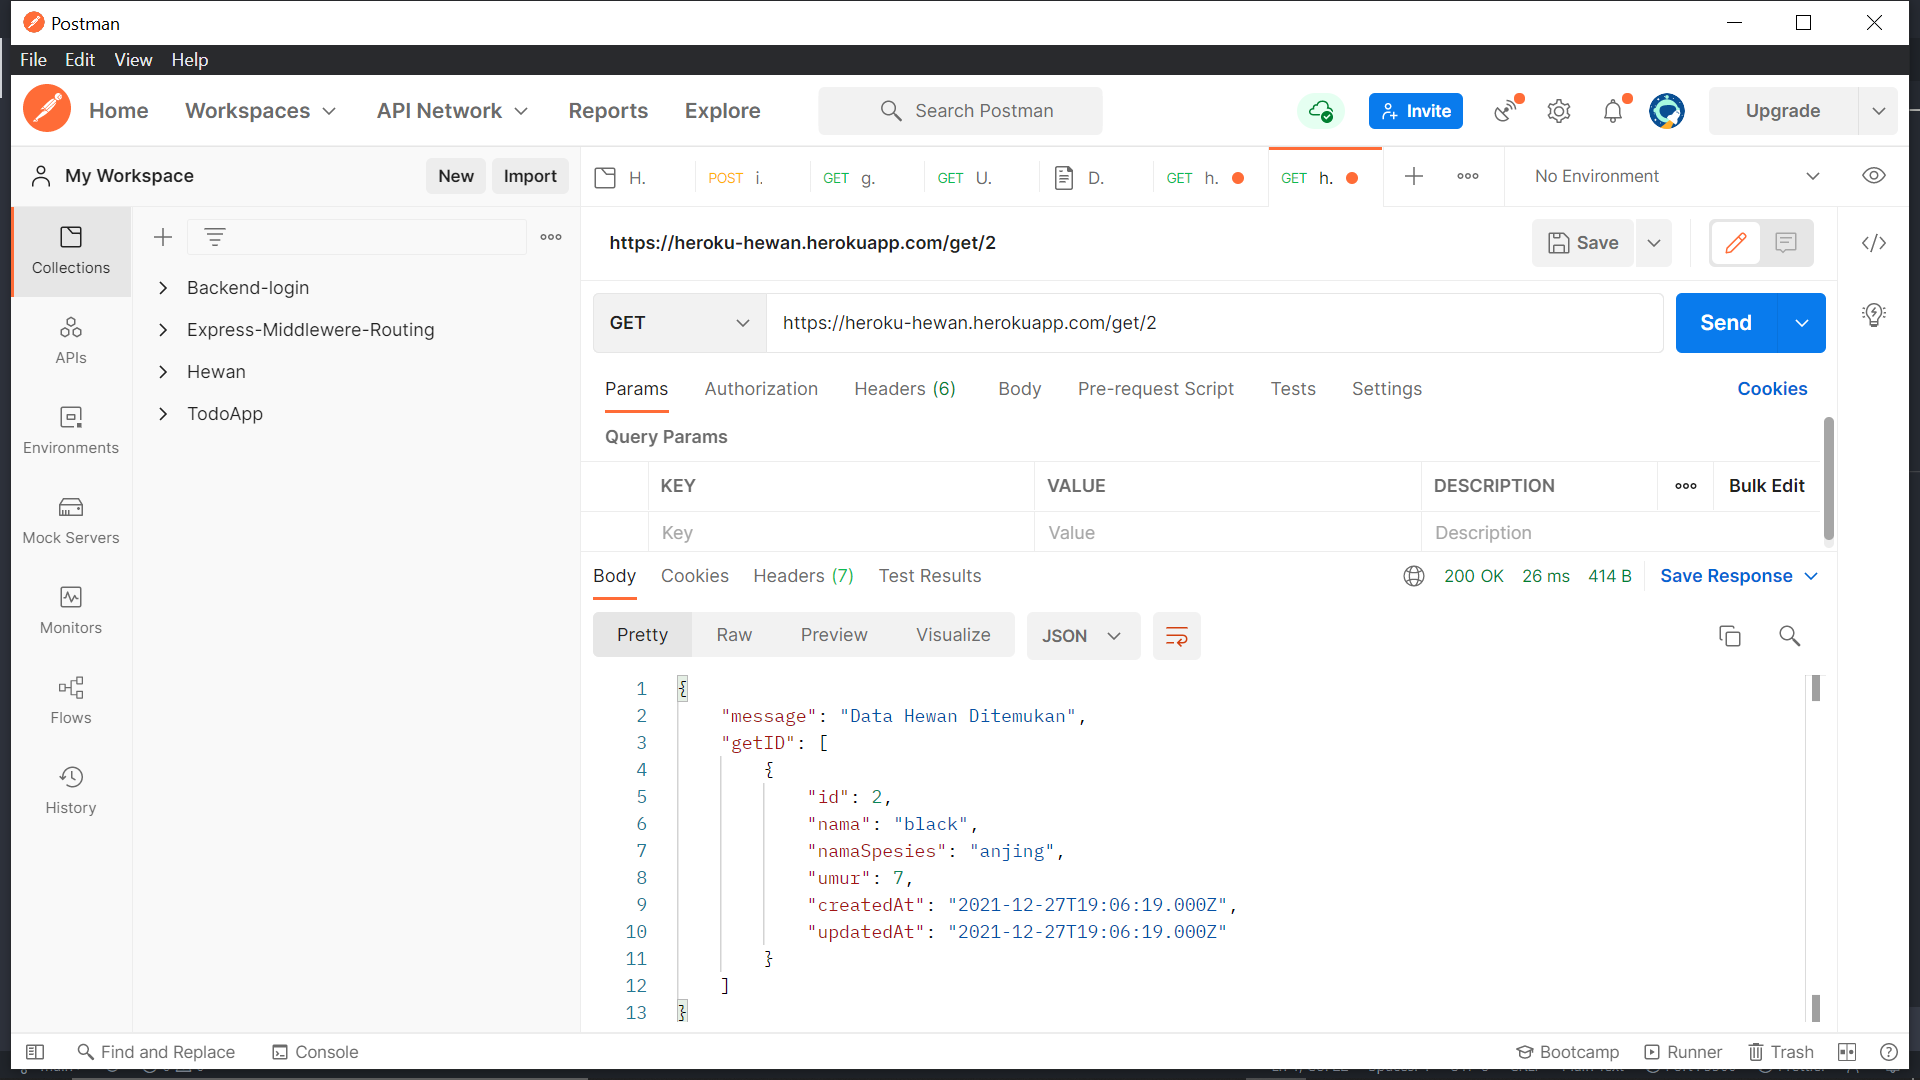 Postman
File Edit View Help
Home Workspaces API Network Reports Explore Search Postman Invite Upgrade
My Workspace New Import
H. POST i. GET g. GET U. D. GET h. GET h. No Environment
Collections
APIs
Environments
Mock Servers
Monitors
Flows
History
Backend-login
Express-Middlewere-Routing
Hewan
TodoApp
https://heroku-hewan.herokuapp.com/get/2 Save
GET https://heroku-hewan.herokuapp.com/get/2 Send
Params Authorization Headers (6) Body Pre-request Script Tests Settings Cookies
Query Params
KEY VALUE DESCRIPTION Bulk Edit
Key Value Description
Body Cookies Headers (7) Test Results 200 OK 26 ms 414 B Save Response
Pretty Raw Preview Visualize JSON
1 {
2 "message": "Data Hewan Ditemukan",
3 "getID": [
4 {
5 "id": 2,
6 "nama": "black",
7 "namaSpesies": "anjing",
8 "umur": 7,
9 "createdAt": "2021-12-27T19:06:19.000Z",
10 "updatedAt": "2021-12-27T19:06:19.000Z"
11 }
12 ]
13 }
Find and Replace Console Bootcamp Runner Trash